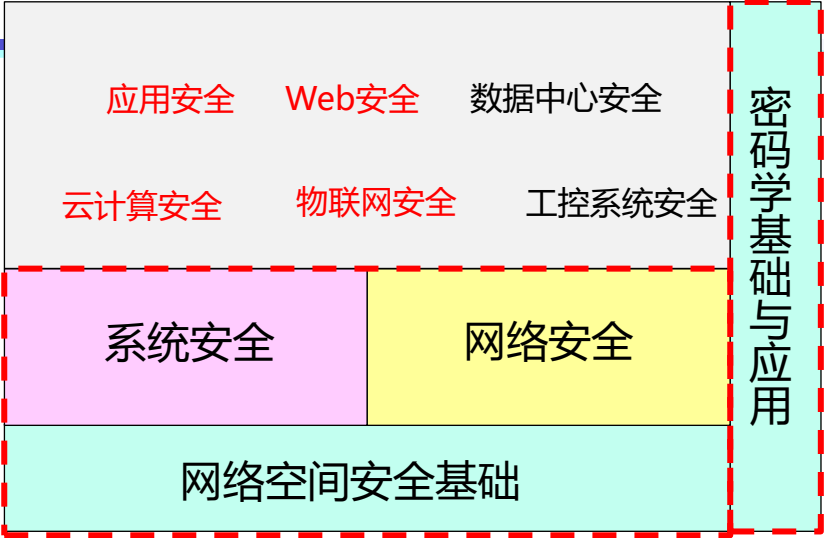 应用安全 Web安全 数据中心安全
云计算安全 物联网安全 工控系统安全
系统安全 网络安全
网络空间安全基础
密码学基础与应用